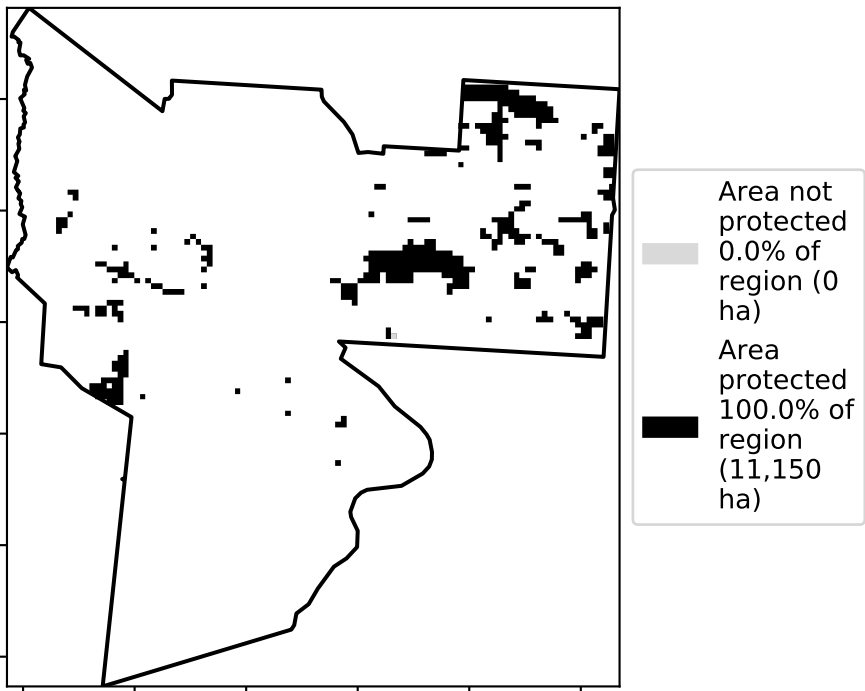 Area not
protected
0.0% of
region (0
ha)
Area
protected
100.0% of
region
(11,150
ha)